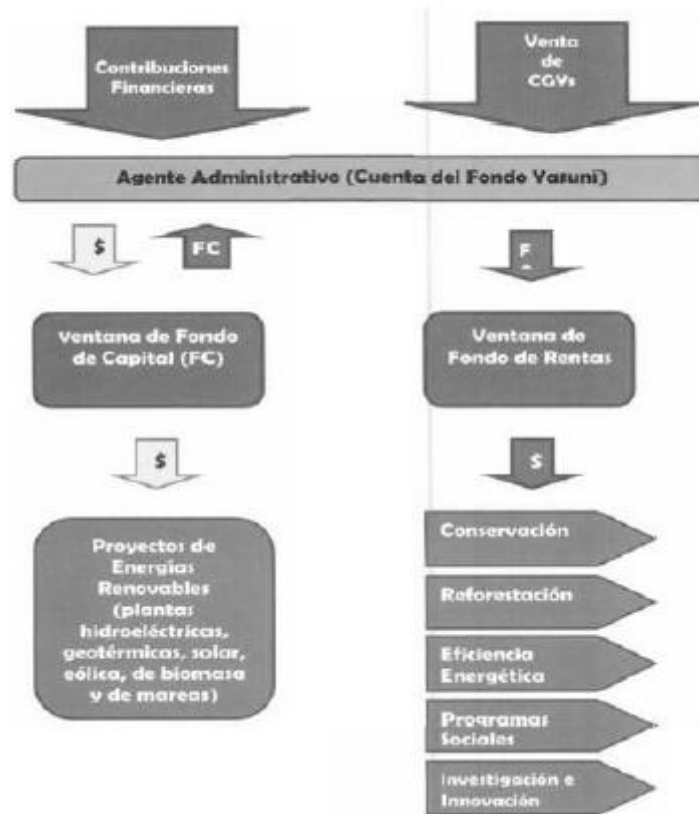 Contribuciones
Financieras
Venta
de
CGYs
Agente Administrativo (Cuenta del Fondo Yasuni)
$
FC
F
Ventana de Fondo
de Capital (FC)
Ventana de
Fondo de Rentas
$
$
Proyectos de
Energías
Renovables
(plantas
hidroeléctricas,
geotérmicas, solar,
eólica, de biomasa
y de mareas)
Conservación
Reforestación
Eficiencia
Energética
Programas
Sociales
Investigación e
Innovación